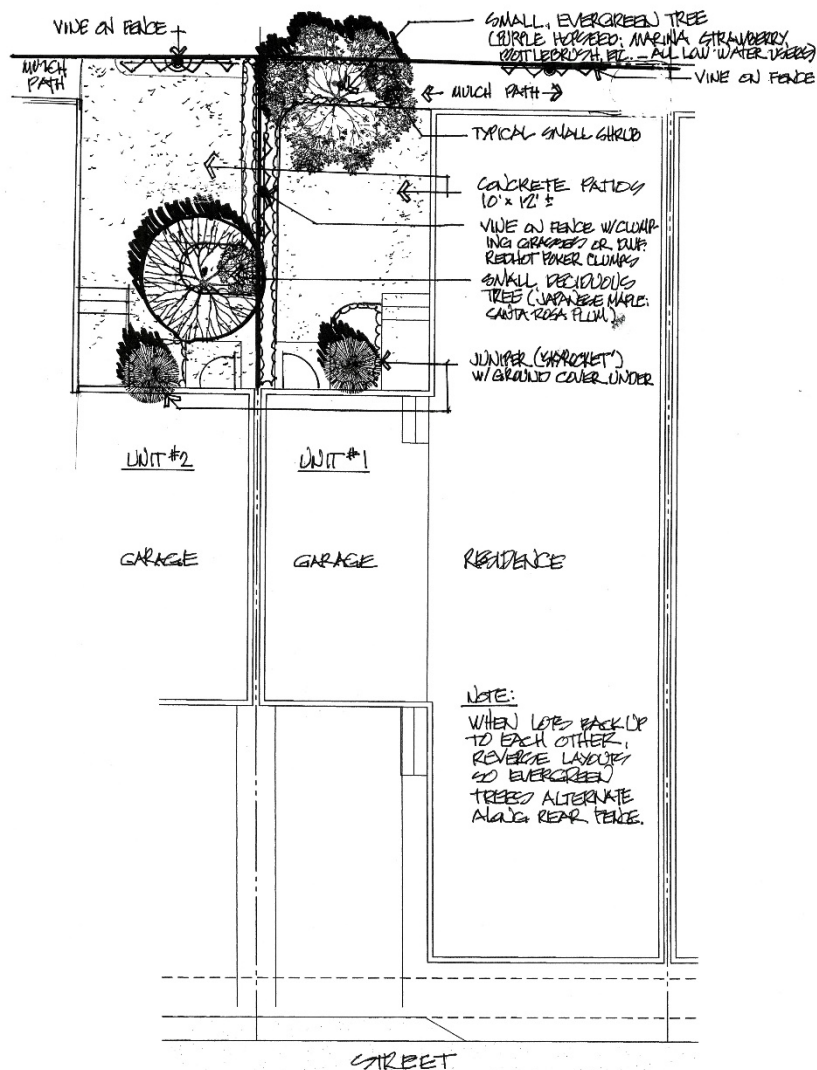 VINE ON FENCE
SMALL, EVERGREEN TREE
(PURPLE HOPSEED; MARINA STRAWBERRY,
BOTTLEBRUSH, ETC. – ALL LOW WATER USERS)
MULCH
PATH
VINE ON FENCE
MULCH PATH
TYPICAL SMALL SHRUB
CONCRETE PATIOS
10' x 12' ±
VINE ON FENCE W/CLUMP-
ING GRASSES OR DWF.
REDHOT POKER CLUMPS
SMALL, DECIDUOUS
TREE (JAPANESE MAPLE;
SANTA ROSA PLUM)
JUNIPER ('SKYROCKET')
W/ GROUND COVER UNDER
UNIT #2
UNIT #1
GARAGE
GARAGE
RESIDENCE
NOTE:
WHEN LOTS BACK UP
TO EACH OTHER,
REVERSE LAYOUTS
SO EVERGREEN
TREES ALTERNATE
ALONG REAR FENCE.
STREET